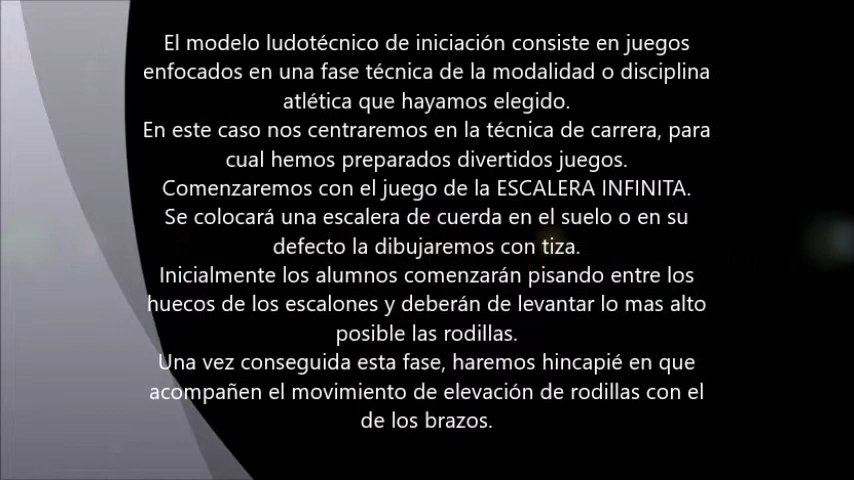 El modelo ludotécnico de iniciación consiste en juegos
enfocados en una fase técnica de la modalidad o disciplina
atlética que hayamos elegido.
En este caso nos centraremos en la técnica de carrera, para
cual hemos preparados divertidos juegos.
Comenzaremos con el juego de la ESCALERA INFINITA.
Se colocará una escalera de cuerda en el suelo o en su
defecto la dibujaremos con tiza.
Inicialmente los alumnos comenzarán pisando entre los
huecos de los escalones y deberán de levantar lo mas alto
posible las rodillas.
Una vez conseguida esta fase, haremos hincapié en que
acompañen el movimiento de elevación de rodillas con el
de los brazos.